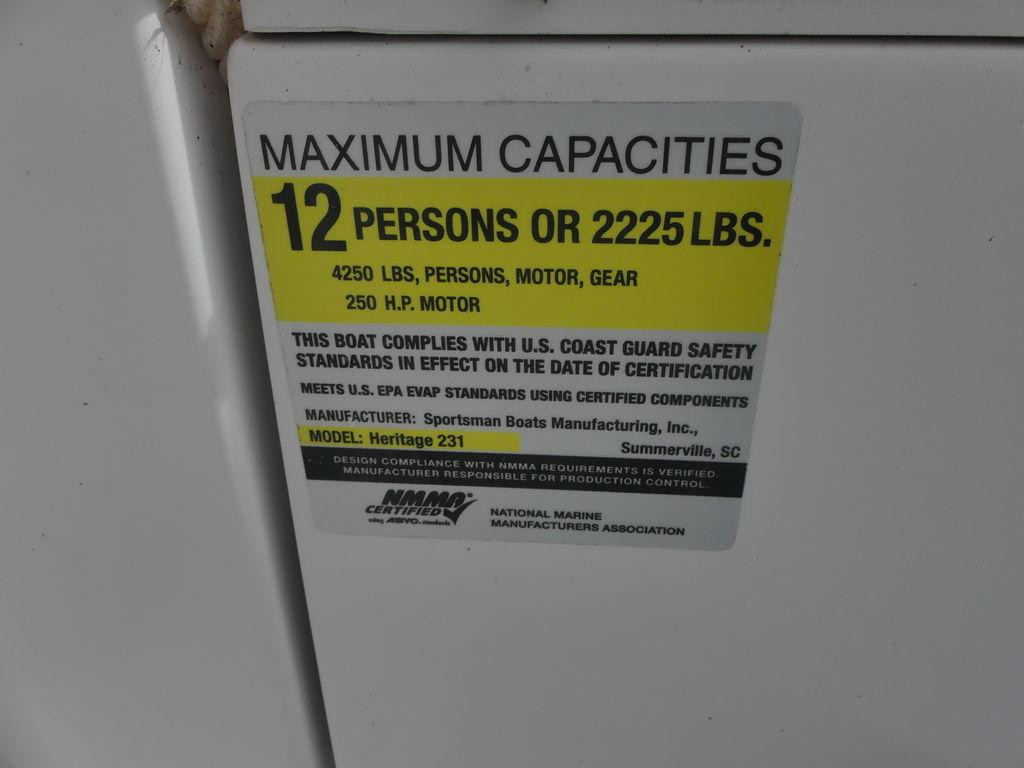 MAXIMUM CAPACITIES
12 PERSONS OR 2225 LBS.
4250 LBS, PERSONS, MOTOR, GEAR
250 H.P. MOTOR
THIS BOAT COMPLIES WITH U.S. COAST GUARD SAFETY
STANDARDS IN EFFECT ON THE DATE OF CERTIFICATION
MEETS U.S. EPA EVAP STANDARDS USING CERTIFIED COMPONENTS
MANUFACTURER: Sportsman Boats Manufacturing, Inc.,
MODEL: Heritage 231 Summerville, SC
DESIGN COMPLIANCE WITH NMMA REQUIREMENTS IS VERIFIED.
MANUFACTURER RESPONSIBLE FOR PRODUCTION CONTROL.
NMMA®
CERTIFIED
using ABYC. standards
NATIONAL MARINE
MANUFACTURERS ASSOCIATION